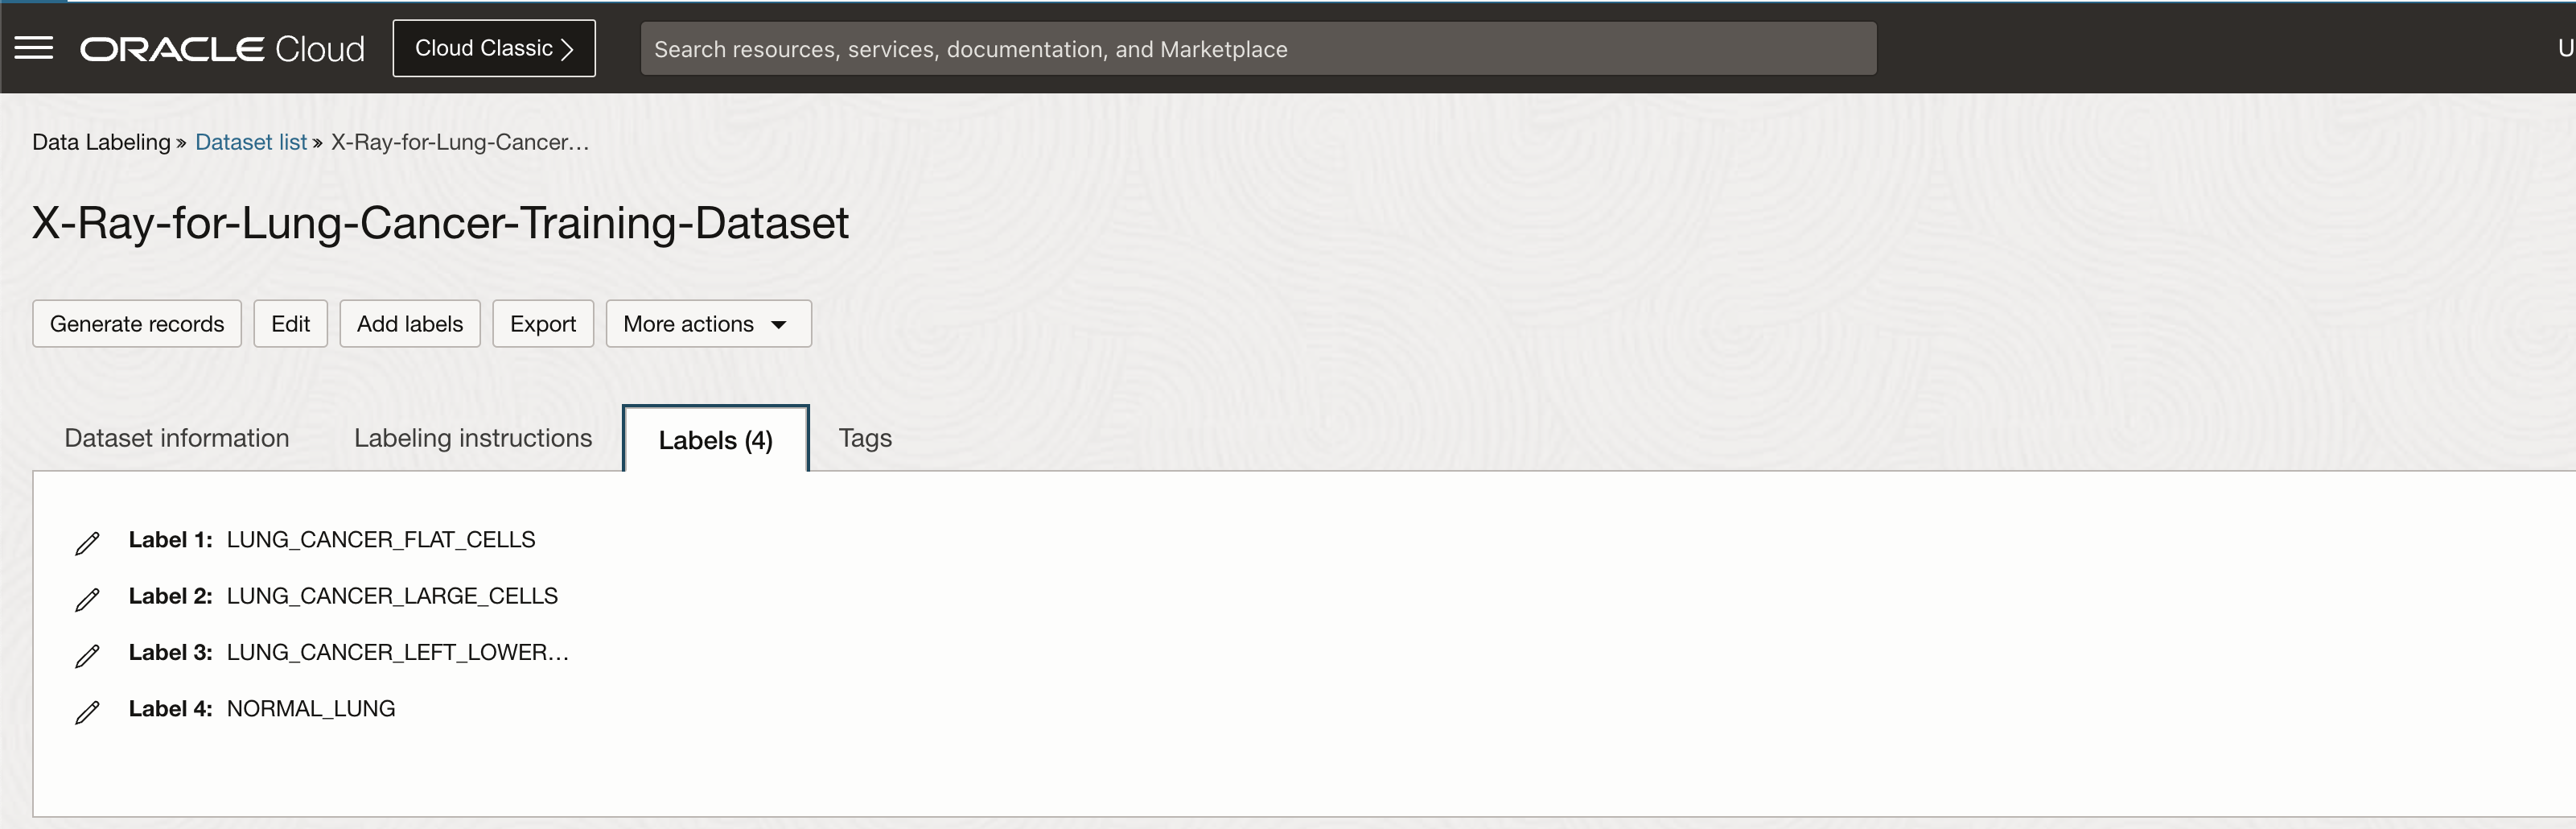 ORACLE Cloud Cloud Classic Search resources, services, documentation, and Marketplace U
Data Labeling » Dataset list » X-Ray-for-Lung-Cancer...
X-Ray-for-Lung-Cancer-Training-Dataset
Generate records Edit Add labels Export More actions
Dataset information Labeling instructions Labels (4) Tags
Label 1: LUNG_CANCER_FLAT_CELLS
Label 2: LUNG_CANCER_LARGE_CELLS
Label 3: LUNG_CANCER_LEFT_LOWER...
Label 4: NORMAL_LUNG